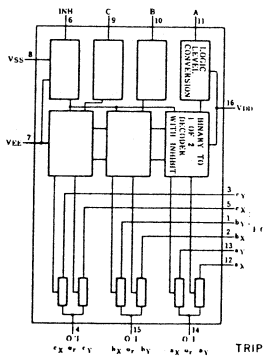 INH C B A
6 9 10 11
VSS 8
LOGIC LEVEL CONVERSION
16 VDD
BINARY TO 1 OF 2 DECODER WITH INHIBIT
VEE 7
3 cY
5 cX
1 bY
2 bX
13 aY
12 aX
4 15 14
cX or cY bX or bY aX or aY
TRIP